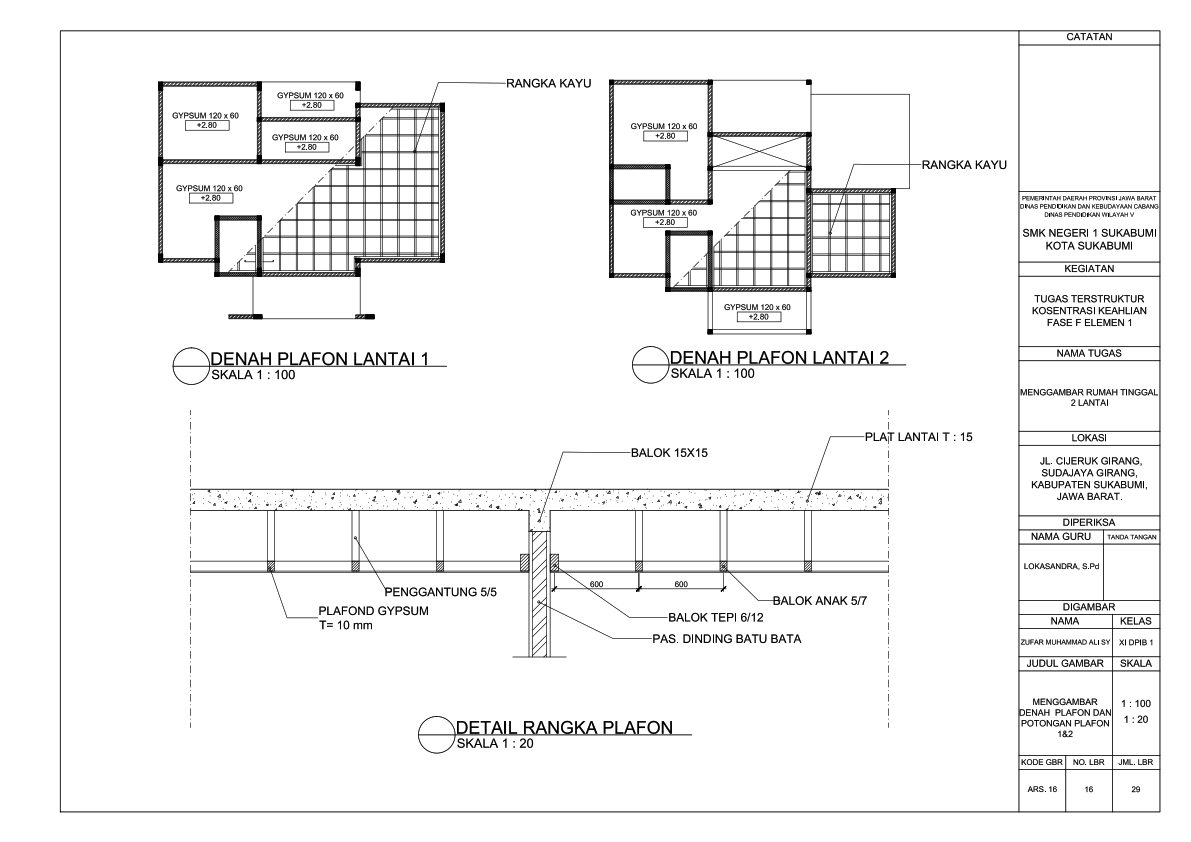 RANGKA KAYU
GYPSUM 120 x 60
+2.80
GYPSUM 120 x 60
+2.80
GYPSUM 120 x 60
+2.80
GYPSUM 120 x 60
+2.80
DENAH PLAFON LANTAI 1
SKALA 1 : 100
GYPSUM 120 x 60
+2.80
RANGKA KAYU
GYPSUM 120 x 60
+2.80
GYPSUM 120 x 60
+2.80
DENAH PLAFON LANTAI 2
SKALA 1 : 100
PLAT LANTAI T : 15
BALOK 15X15
600
600
PENGGANTUNG 5/5
BALOK ANAK 5/7
PLAFOND GYPSUM
T= 10 mm
BALOK TEPI 6/12
PAS. DINDING BATU BATA
DETAIL RANGKA PLAFON
SKALA 1 : 20
CATATAN
PEMERINTAH DAERAH PROVINSI JAWA BARAT
DINAS PENDIDIKAN DAN KEBUDAYAAN CABANG
DINAS PENDIDIKAN WILAYAH V
SMK NEGERI 1 SUKABUMI
KOTA SUKABUMI
KEGIATAN
TUGAS TERSTRUKTUR
KOSENTRASI KEAHLIAN
FASE F ELEMEN 1
NAMA TUGAS
MENGGAMBAR RUMAH TINGGAL
2 LANTAI
LOKASI
JL. CIJERUK GIRANG,
SUDAJAYA GIRANG,
KABUPATEN SUKABUMI,
JAWA BARAT.
DIPERIKSA
NAMA GURU TANDA TANGAN
LOKASANDRA, S.Pd
DIGAMBAR
NAMA KELAS
ZUFAR MUHAMMAD ALI SY XI DPIB 1
JUDUL GAMBAR SKALA
MENGGAMBAR
DENAH PLAFON DAN
POTONGAN PLAFON
1&2
1 : 100
1 : 20
KODE GBR NO. LBR JML. LBR
ARS. 16 16 29